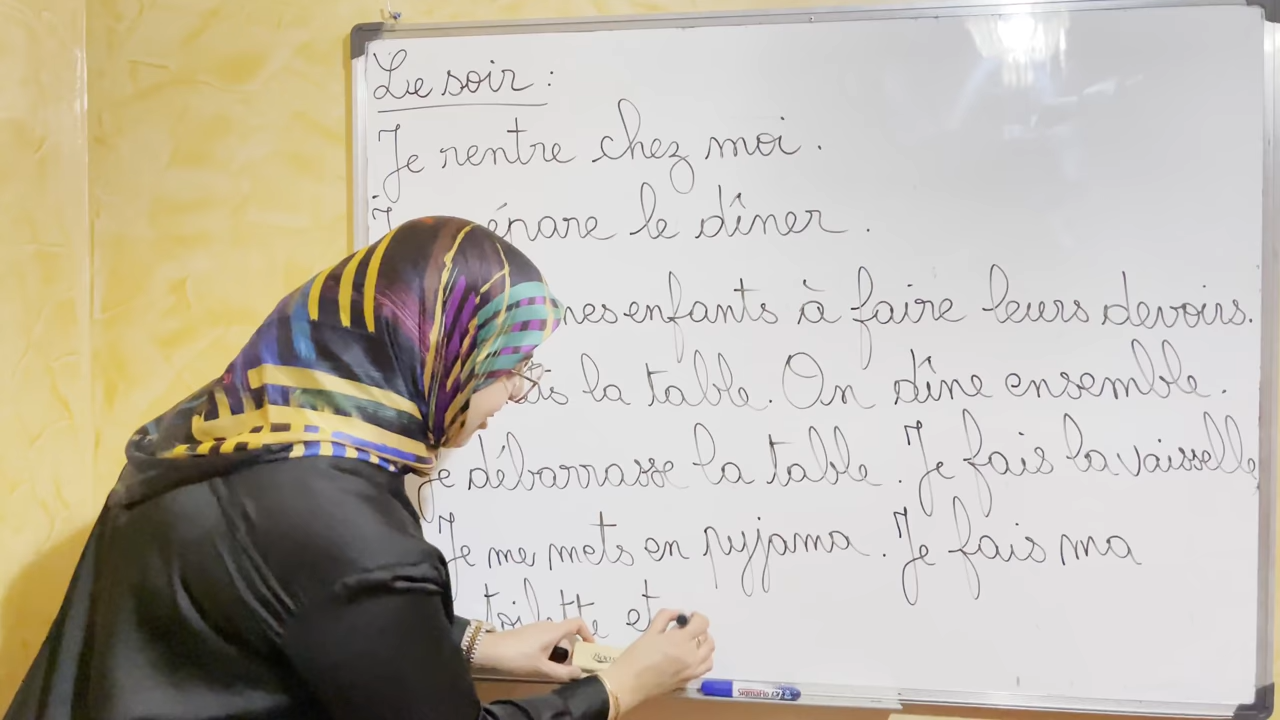 Le soir :
Je rentre chez moi .
le dîner .
enfants à faire leurs devoirs.
la table. On dîne ensemble .
Je débarrasse la table . Je fais la vaisselle
Je me mets en pyjama . Je fais ma
toilette et
SigmaFlo